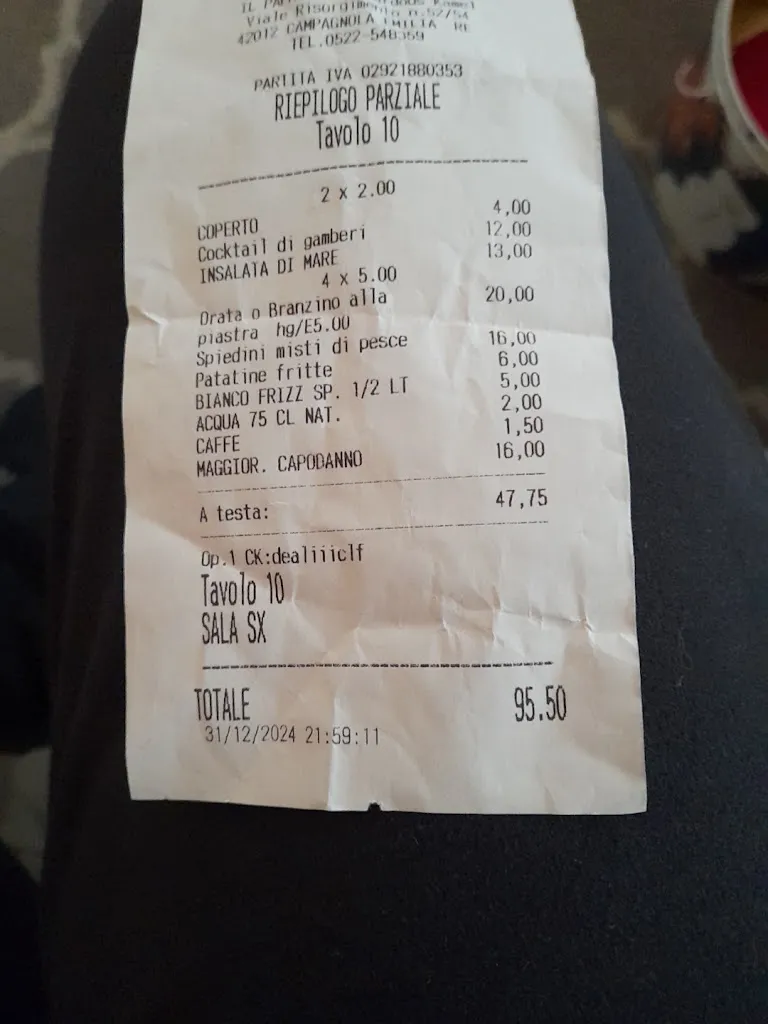 Viale Risorgimento n.52/54
42012 CAMPAGNOLA EMILIA RE
TEL.0522-548359
PARTITA IVA 02921880353
RIEPILOGO PARZIALE
Tavolo 10
2 x 2.00
COPERTO 4,00
Cocktail di gamberi 12,00
INSALATA DI MARE 13,00
4 x 5.00
Orata o Branzino alla 20,00
piastra hg/E5.00
Spiedini misti di pesce 16,00
Patatine fritte 6,00
BIANCO FRIZZ SP. 1/2 LT 5,00
ACQUA 75 CL NAT. 2,00
CAFFE 1,50
MAGGIOR. CAPODANNO 16,00
A testa: 47,75
Op.1 CK:dealiiiclf
Tavolo 10
SALA SX
TOTALE 95.50
31/12/2024 21:59:11